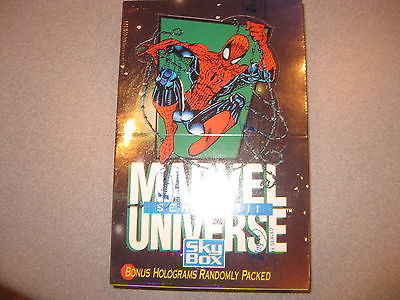 MARVEL
SERIES III
UNIVERSE
Sky
Box
BONUS HOLOGRAMS RANDOMLY PACKED